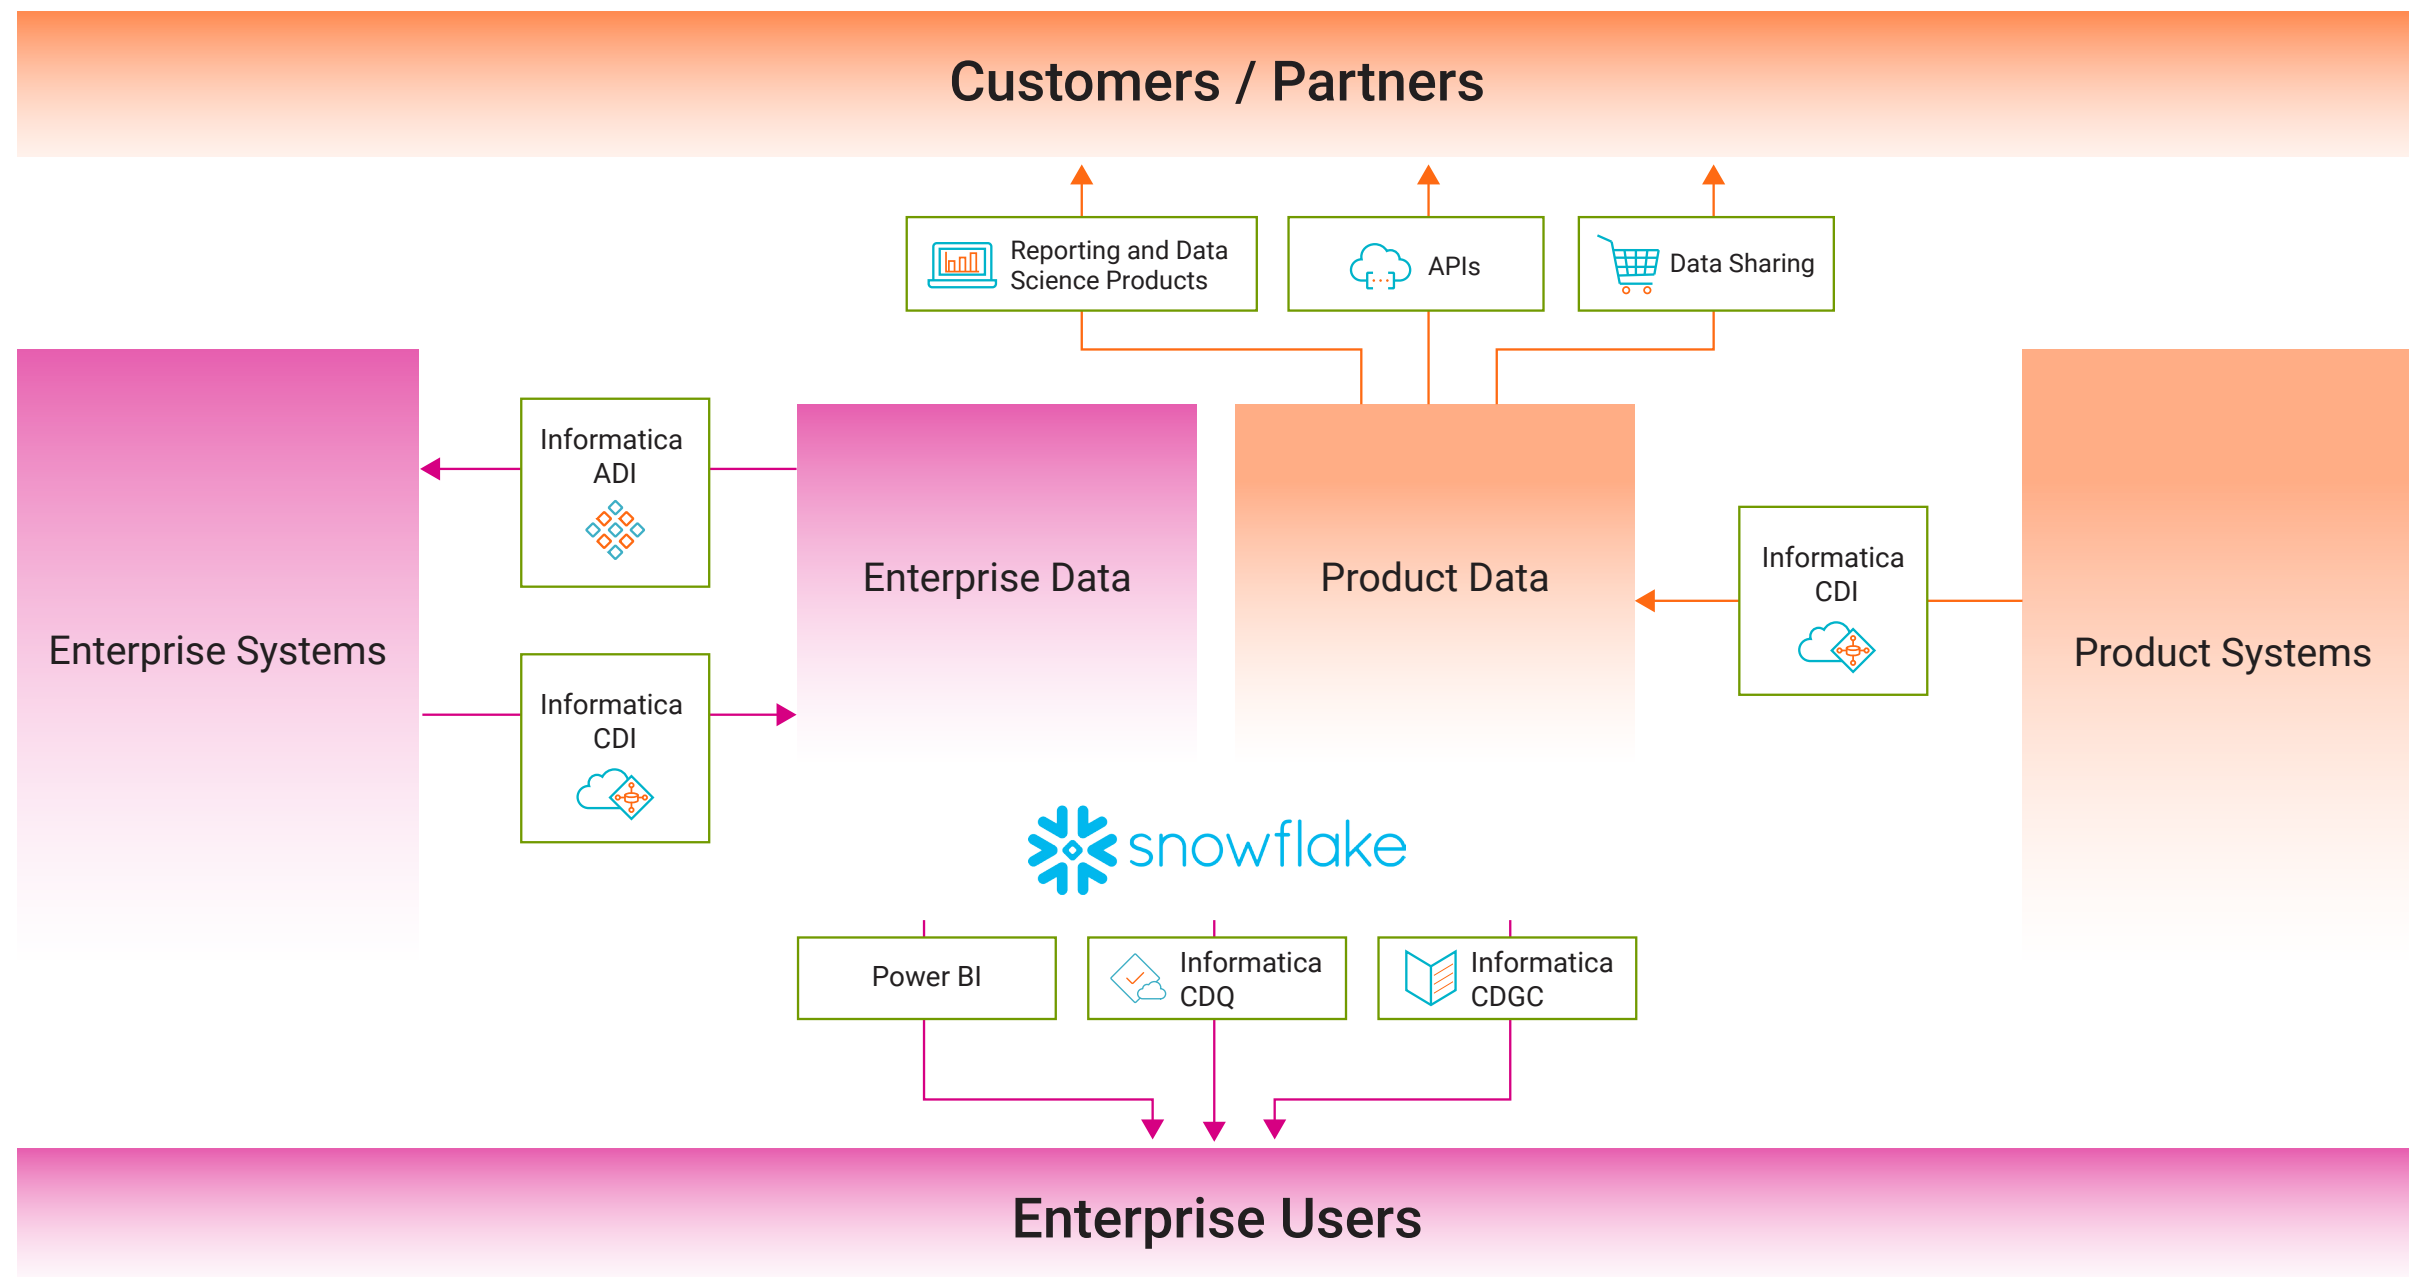 Customers / Partners
Reporting and Data
Science Products
APIs
Data Sharing
Informatica
ADI
Informatica
CDI
Enterprise Systems
Enterprise Data
Product Data
Informatica
CDI
Product Systems
snowflake
Power BI
Informatica
CDQ
Informatica
CDGC
Enterprise Users